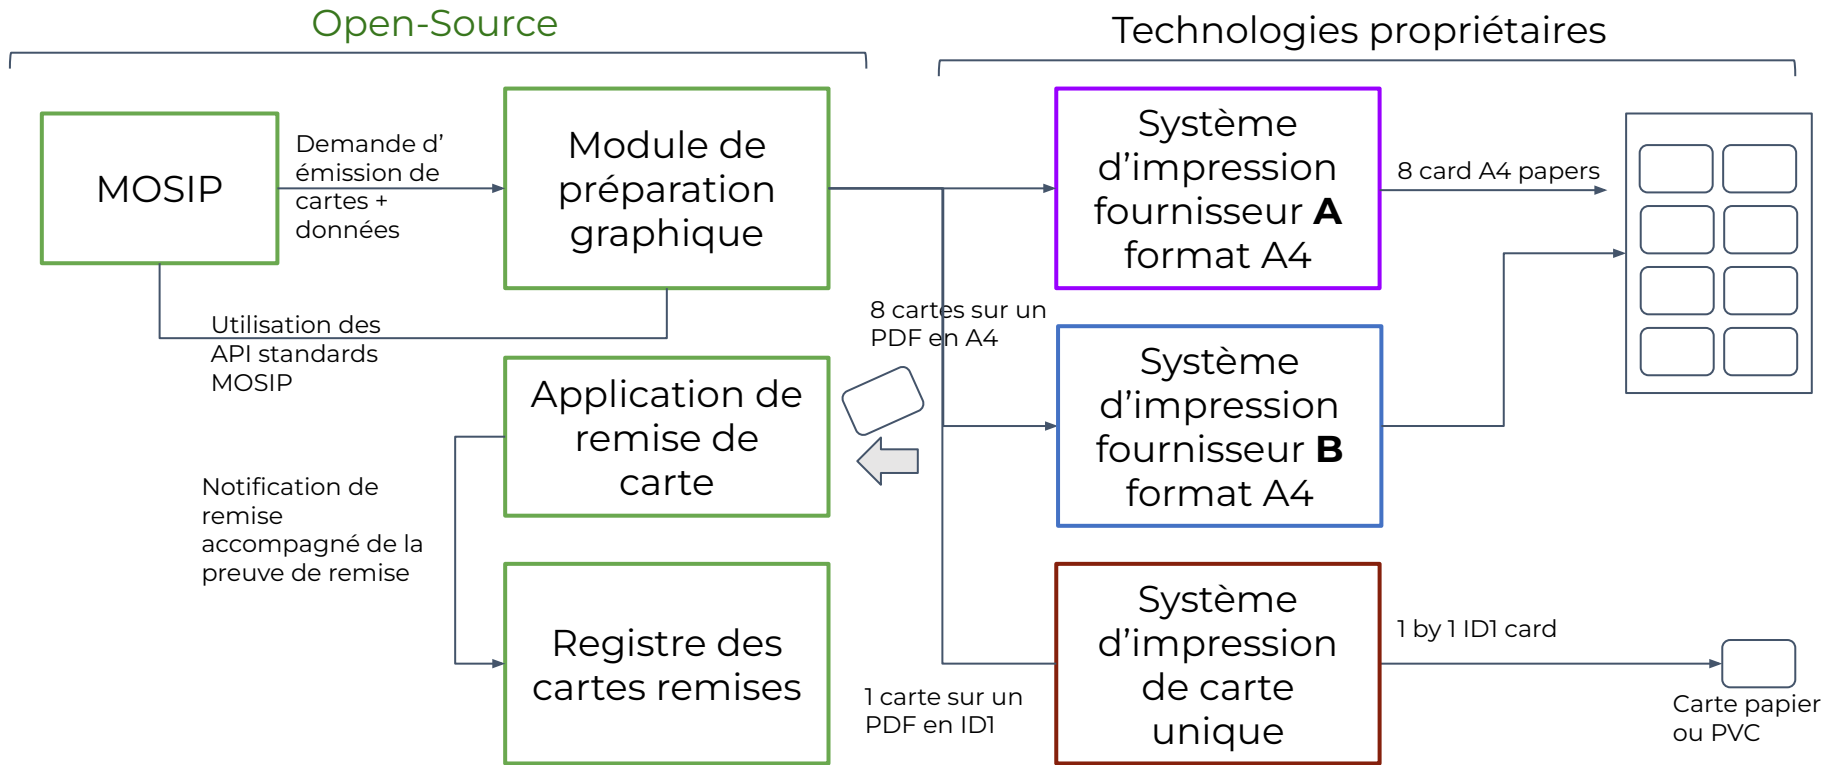 Open-Source
Technologies propriétaires
MOSIP
Demande d’
émission de
cartes +
données
Module de
préparation
graphique
Système
d’impression
fournisseur A
format A4
8 card A4 papers
Utilisation des
API standards
MOSIP
8 cartes sur un
PDF en A4
Application de
remise de
carte
Système
d’impression
fournisseur B
format A4
Notification de
remise
accompagné de la
preuve de remise
Registre des
cartes remises
1 carte sur un
PDF en ID1
Système
d’impression
de carte
unique
1 by 1 ID1 card
Carte papier
ou PVC